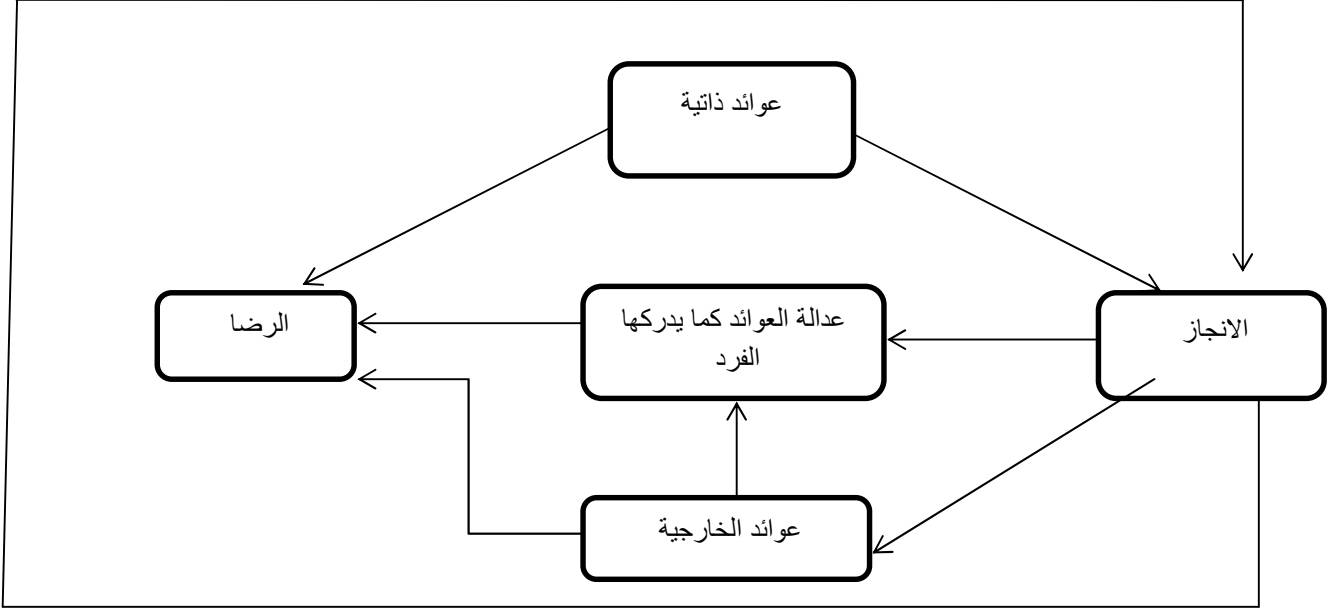 عوائد ذاتية
الانجاز
عدالة العوائد كما يدركها
الفرد
الرضا
عوائد الخارجية